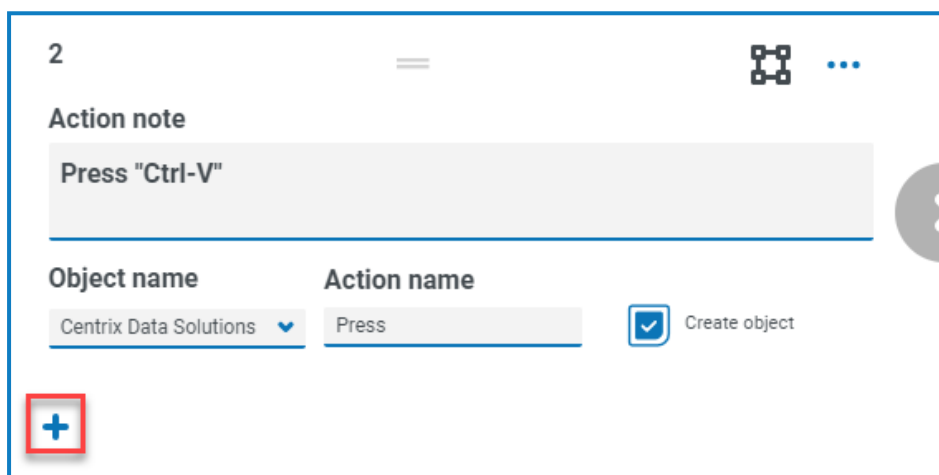 2
Action note
Press "Ctrl-V"
Object name
Action name
Centrix Data Solutions
Press
Create object